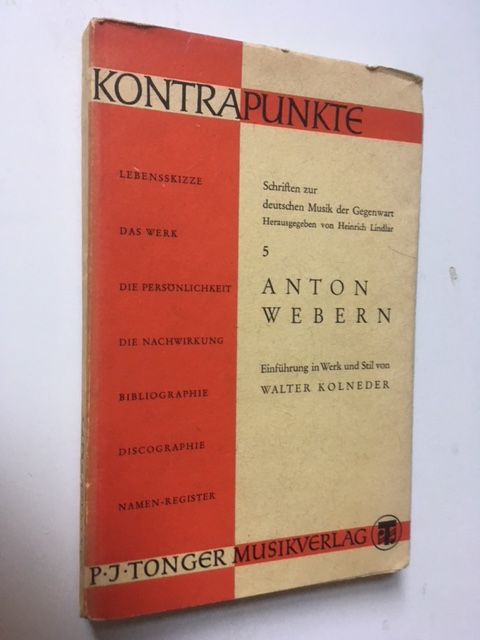 KONTRAPUNKTE
LEBENSSKIZZE
DAS WERK
DIE PERSÖNLICHKEIT
DIE NACHWIRKUNG
BIBLIOGRAPHIE
DISCOGRAPHIE
NAMEN-REGISTER
Schriften zur
deutschen Musik der Gegenwart
Herausgegeben von Heinrich Lindlar
5
ANTON
WEBERN
Einführung in Werk und Stil von
WALTER KOLNEDER
P·J·TONGER MUSIKVERLAG